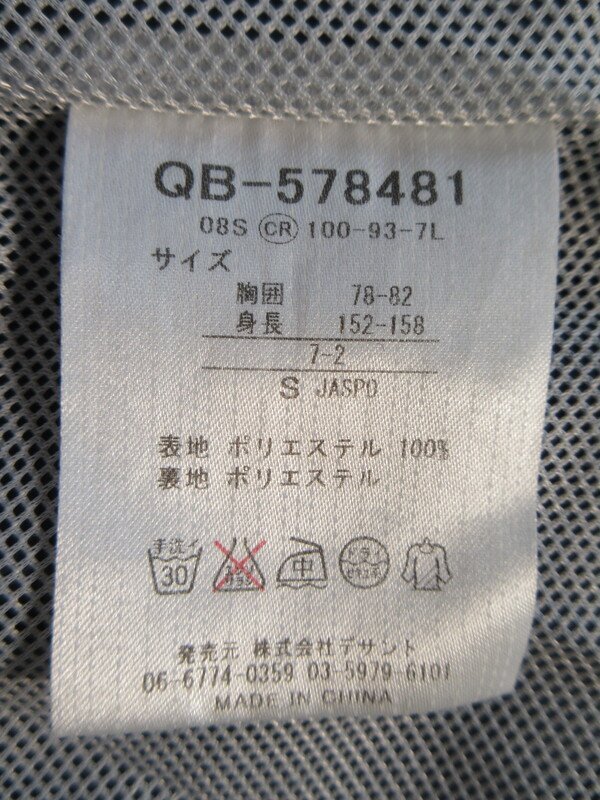 QB-578481
08S CR 100-93-7L
サイズ
胸囲 78-82
身長 152-158
7-2
S JASPO
表地 ポリエステル 100%
裏地 ポリエステル
手洗イ 30
中
発売元 株式会社デサント
06-6774-0359 03-5979-6101
MADE IN CHINA